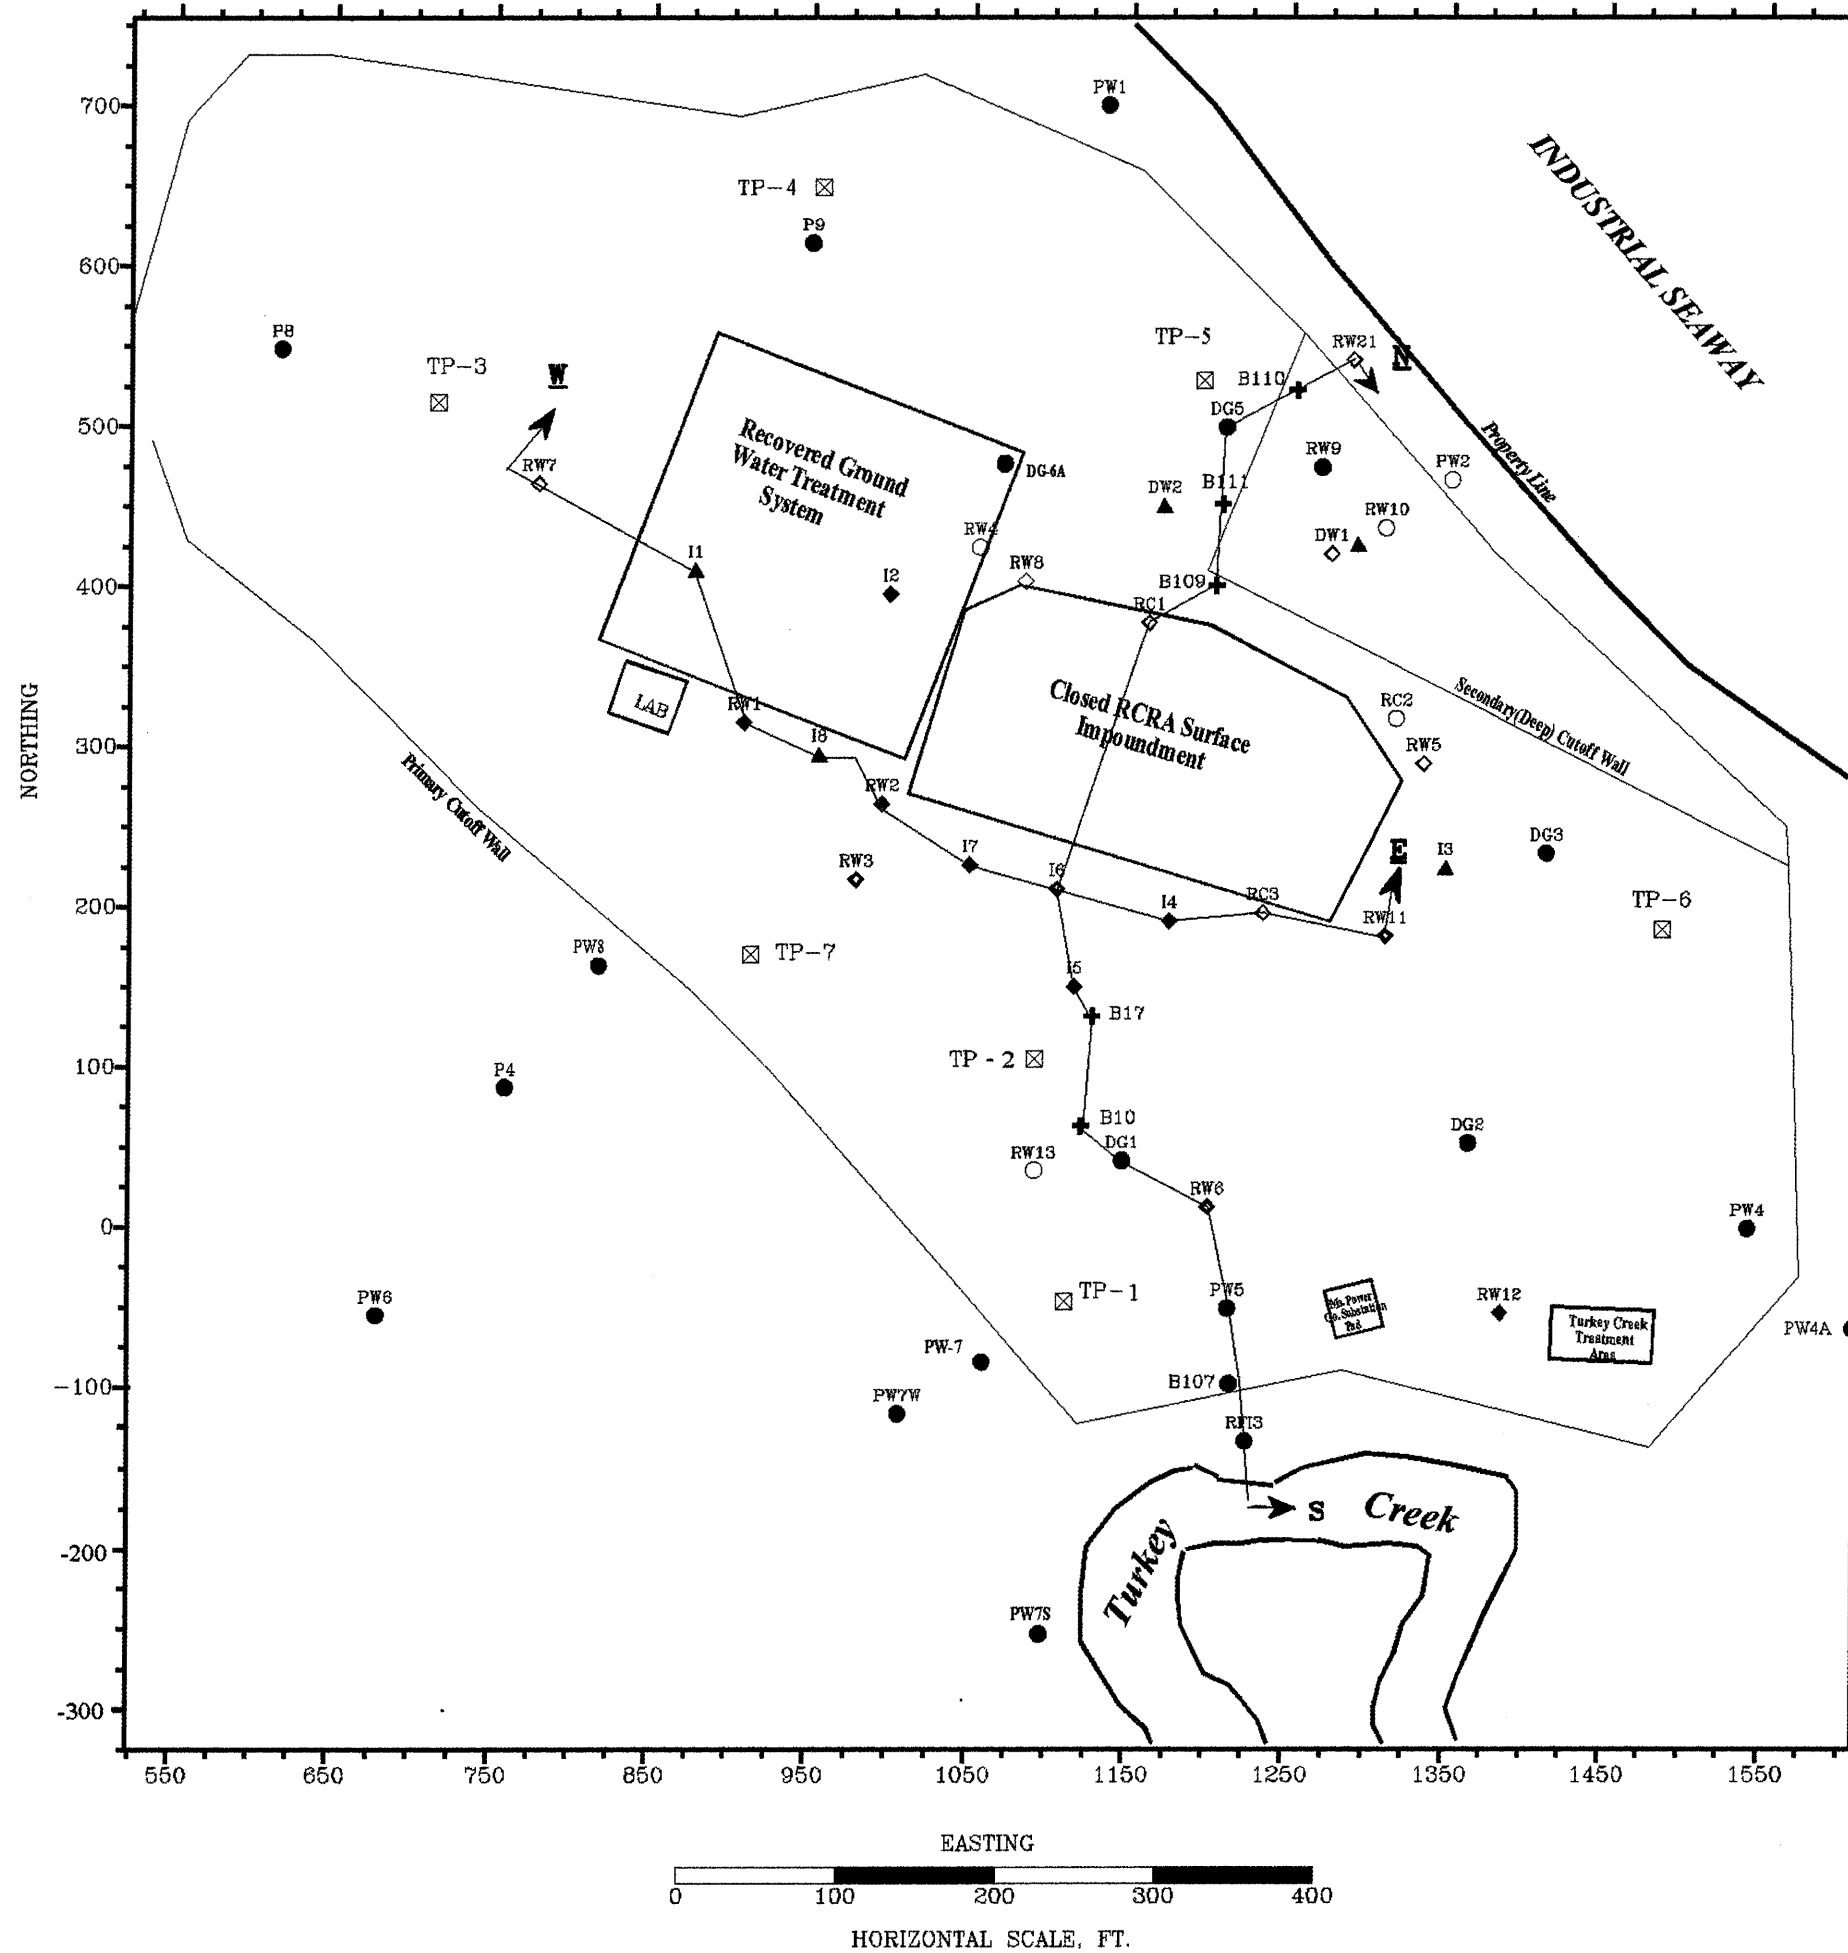 PW1
700
INDUSTRIAL SEAWAY
TP-4
P9
600
P8
TP-3
W
TP-5
RW21
N
B110
DG5
500
RW7
Recovered Ground
Water Treatment
System
DG-6A
RW9
PW2
Property Line
B111
DW2
RW10
RW4
DW1
I1
I2
RW8
B109
400
RC1
LAB
RW1
Closed RCRA Surface
Impoundment
RC2
Secondary(Deep) Cutoff Wall
RW5
I8
300
RW2
NORTHING
Primary Cutoff Wall
RW3
I7
I6
E
I3
DG3
I4
RC3
RW11
TP-6
200
PW8
TP-7
I5
B17
TP - 2
100
P4
B10
RW13
DG1
DG2
RW6
PW4
0
PW6
TP-1
PW5
Ms. Power
Co. Substation
Pad
RW12
Turkey Creek
Treatment
Area
PW4A
PW-7
-100
PW7W
B107
RFI3
S
Turkey
Creek
-200
PW7S
-300
550
650
750
850
950
1050
1150
1250
1350
1450
1550
EASTING
0
100
200
300
400
HORIZONTAL SCALE, FT.